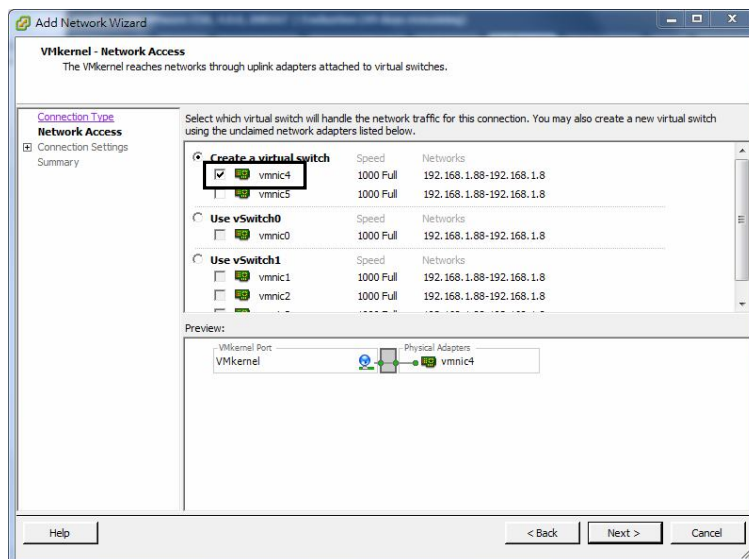 Add Network Wizard
VMkernel - Network Access
The VMkernel reaches networks through uplink adapters attached to virtual switches.
Connection Type
Network Access
Connection Settings
Summary
Select which virtual switch will handle the network traffic for this connection. You may also create a new virtual switch
using the unclaimed network adapters listed below.
Create a virtual switch Speed Networks
vmnic4 1000 Full 192.168.1.88-192.168.1.8
vmnic5 1000 Full 192.168.1.88-192.168.1.8
Use vSwitch0 Speed Networks
vmnic0 1000 Full 192.168.1.88-192.168.1.8
Use vSwitch1 Speed Networks
vmnic1 1000 Full 192.168.1.88-192.168.1.8
vmnic2 1000 Full 192.168.1.88-192.168.1.8
Preview:
VMkernel Port Physical Adapters
VMkernel vmnic4
Help < Back Next > Cancel